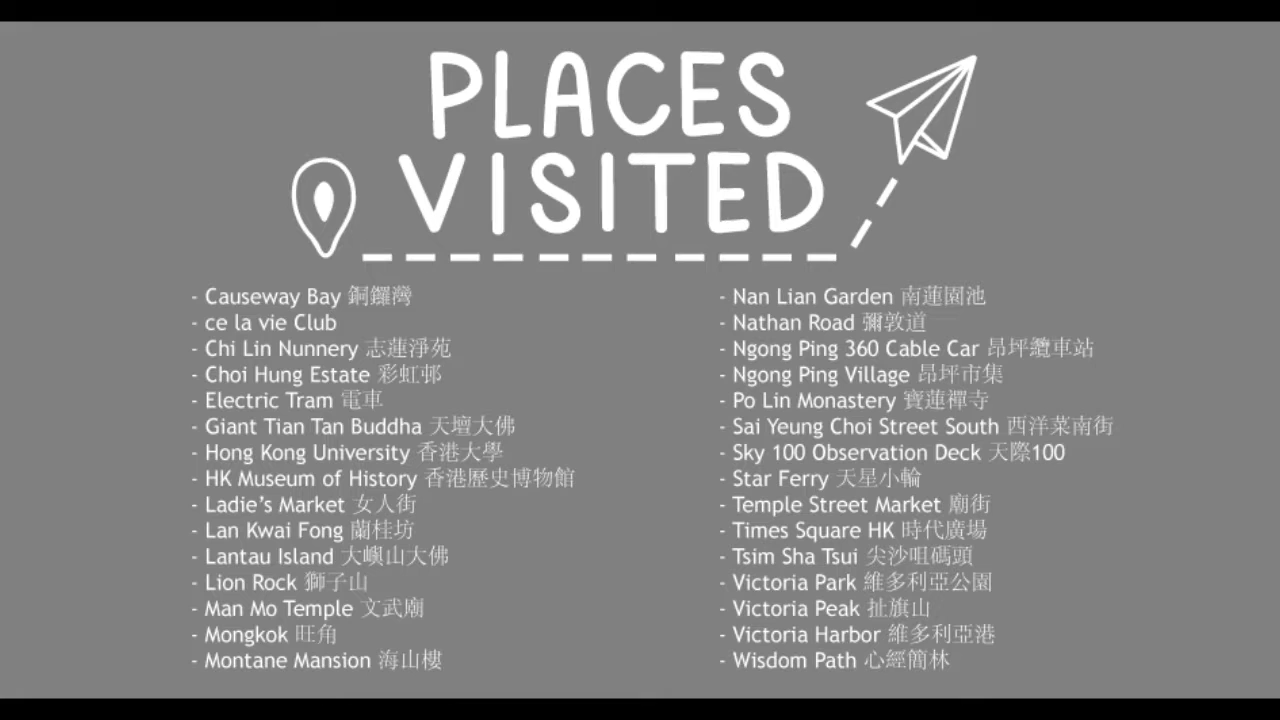 PLACES
VISITED
- Causeway Bay 銅鑼灣
- ce la vie Club
- Chi Lin Nunnery 志蓮淨苑
- Choi Hung Estate 彩虹邨
- Electric Tram 電車
- Giant Tian Tan Buddha 天壇大佛
- Hong Kong University 香港大學
- HK Museum of History 香港歷史博物館
- Ladie's Market 女人街
- Lan Kwai Fong 蘭桂坊
- Lantau Island 大嶼山大佛
- Lion Rock 獅子山
- Man Mo Temple 文武廟
- Mongkok 旺角
- Montane Mansion 海山樓
- Nan Lian Garden 南蓮園池
- Nathan Road 彌敦道
- Ngong Ping 360 Cable Car 昂坪纜車站
- Ngong Ping Village 昂坪市集
- Po Lin Monastery 寶蓮禪寺
- Sai Yeung Choi Street South 西洋菜南街
- Sky 100 Observation Deck 天際100
- Star Ferry 天星小輪
- Temple Street Market 廟街
- Times Square HK 時代廣場
- Tsim Sha Tsui 尖沙咀碼頭
- Victoria Park 維多利亞公園
- Victoria Peak 扯旗山
- Victoria Harbor 維多利亞港
- Wisdom Path 心經簡林